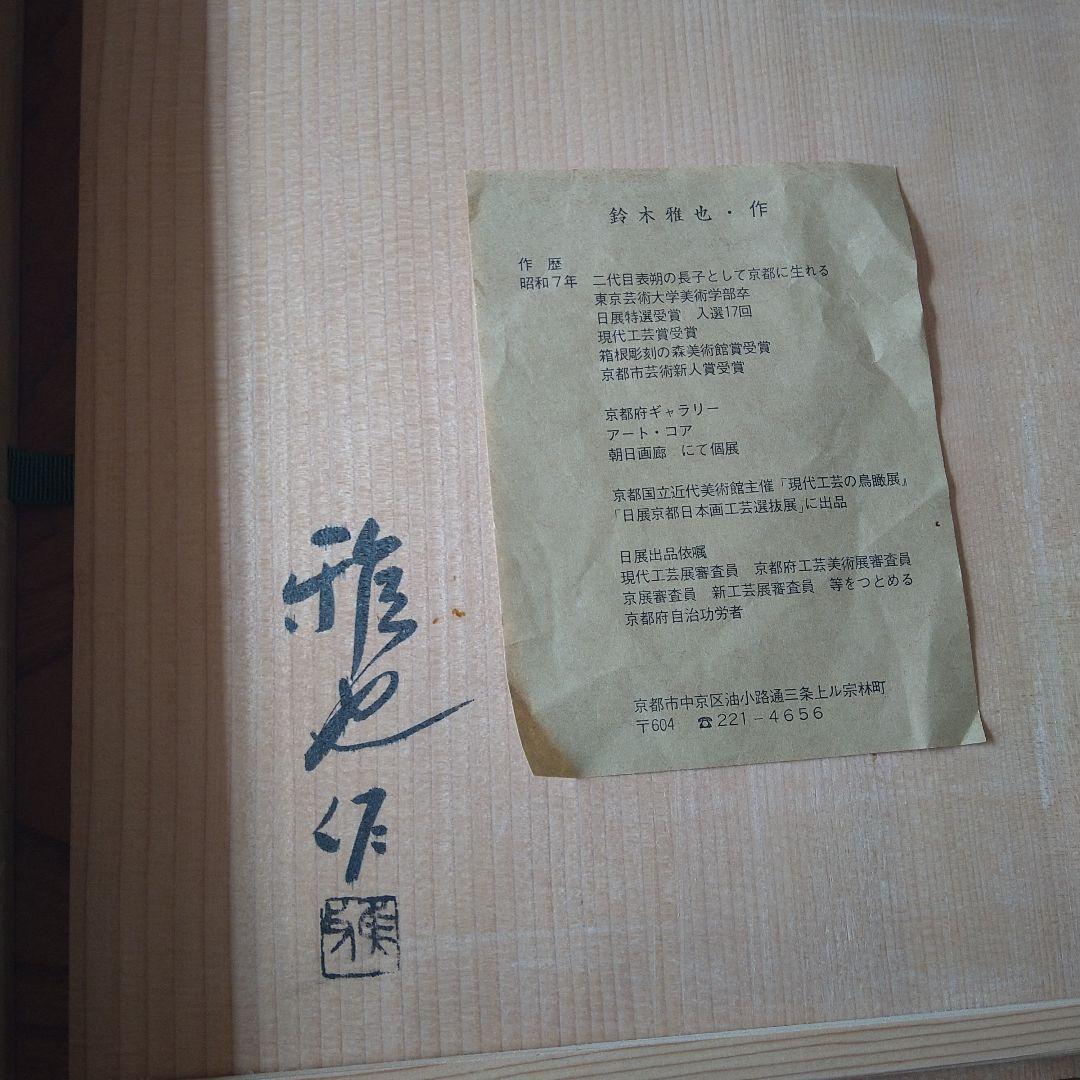 鈴木雅也・作
作歴
昭和7年 二代目表朔の長子として京都に生れる
東京芸術大学美術学部卒
日展特選受賞 入選17回
現代工芸賞受賞
箱根彫刻の森美術館賞受賞
京都市芸術新人賞受賞
京都府ギャラリー
アート・コア
朝日画廊 にて個展
京都国立近代美術館主催『現代工芸の鳥瞰展』
「日展京都日本画工芸選抜展」に出品
日展出品依嘱
現代工芸展審査員 京都府工芸美術展審査員
京展審査員 新工芸展審査員 等をつとめる
京都府自治功労者
京都市中京区油小路通三条上ル宗林町
〒604 ☎221-4656
雅也作
雅